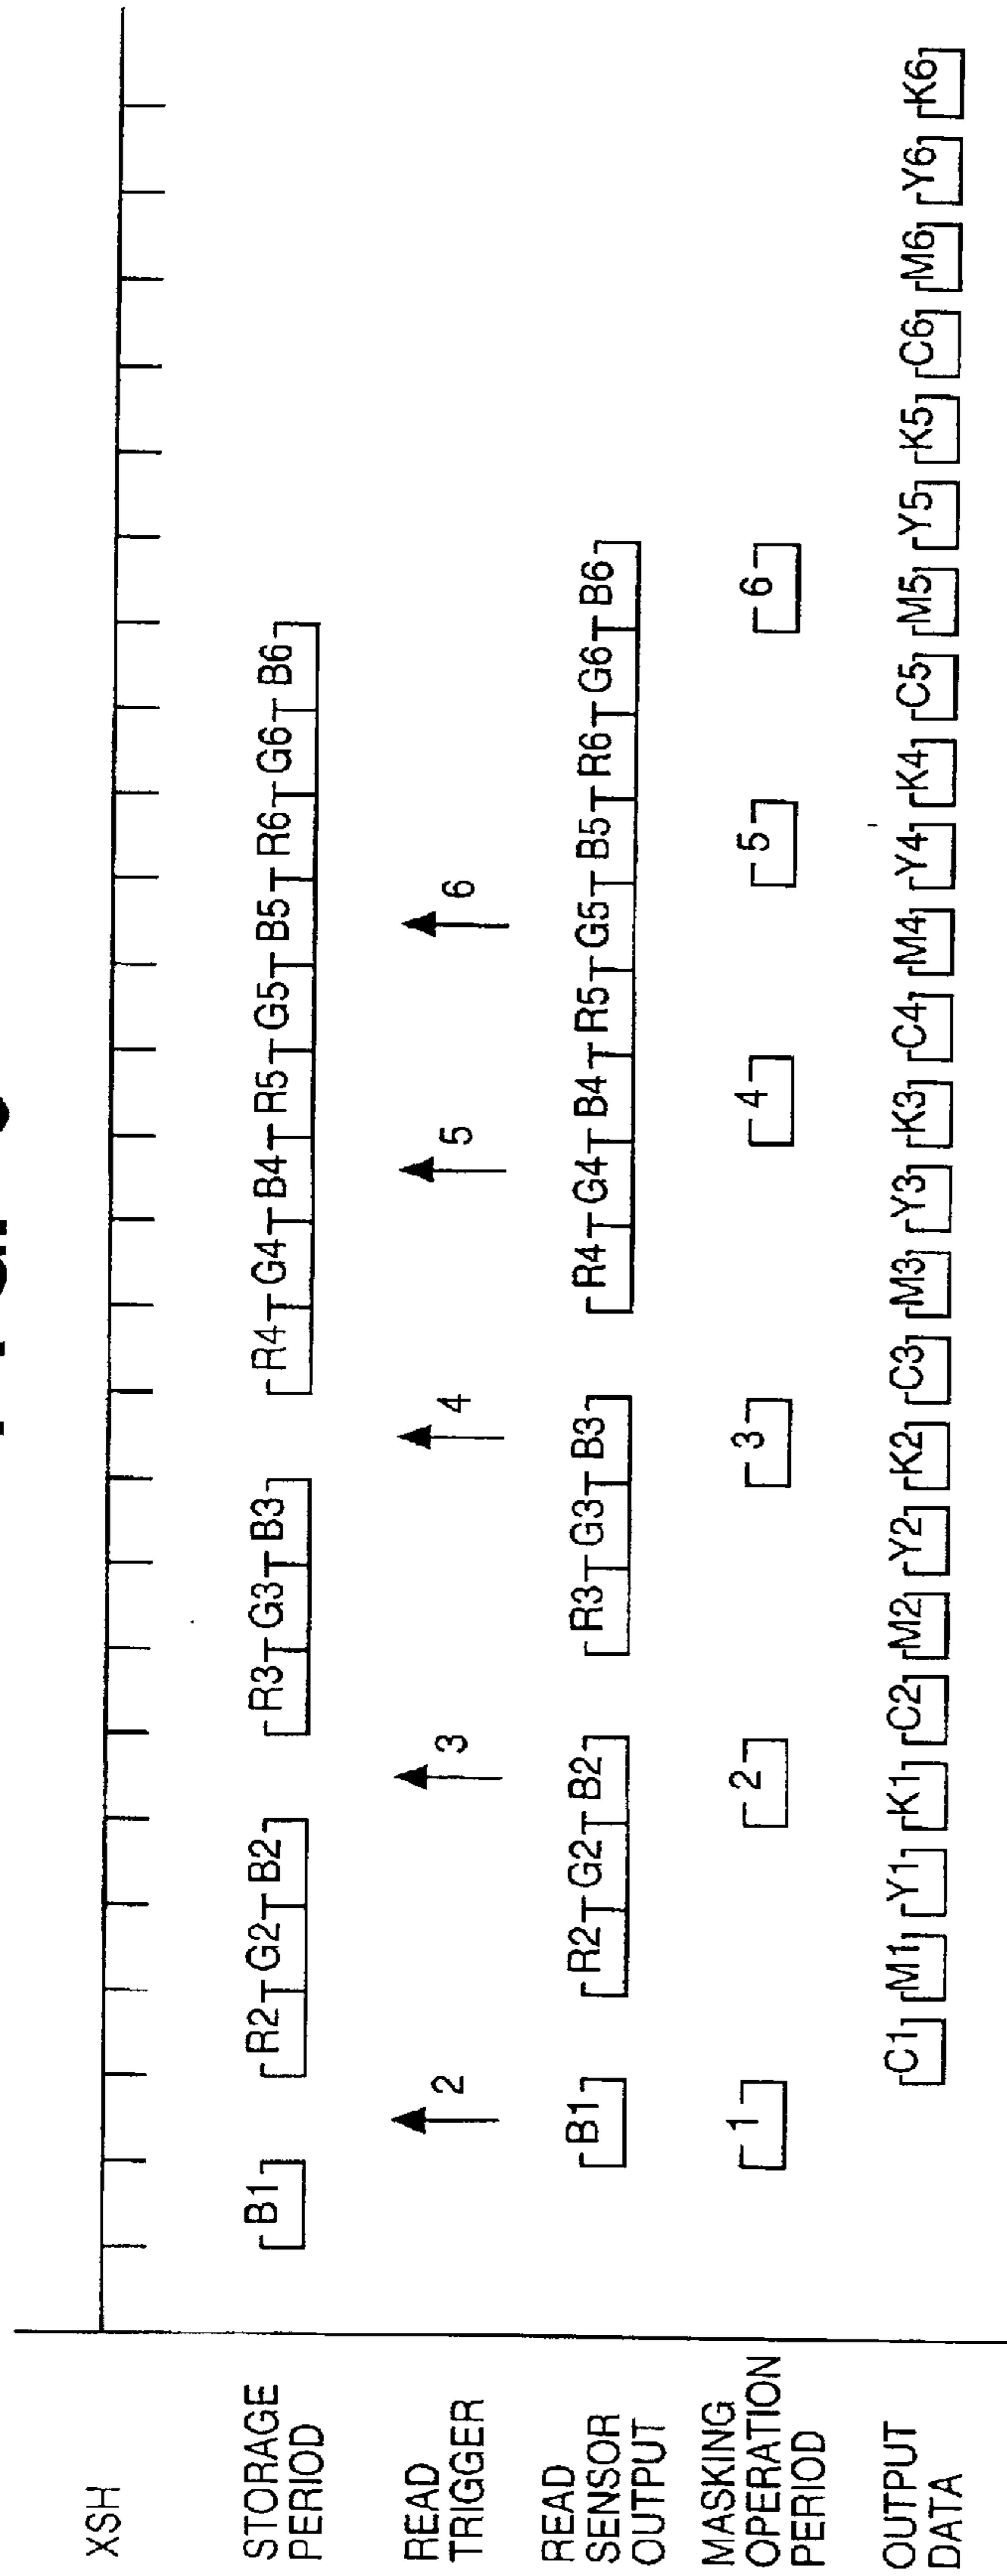 XSH
STORAGE
PERIOD
B1 R2 G2 B2 R3 G3 B3 R4 G4 B4 R5 G5 B5 R6 G6 B6
READ
TRIGGER
2 3 4 5 6
READ
SENSOR
OUTPUT
B1 R2 G2 B2 R3 G3 B3 R4 G4 B4 R5 G5 B5 R6 G6 B6
MASKING
OPERATION
PERIOD
1 2 3 4 5 6
OUTPUT
DATA
C1 M1 Y1 K1 C2 M2 Y2 K2 C3 M3 Y3 K3 C4 M4 Y4 K4 C5 M5 Y5 K5 C6 M6 Y6 K6